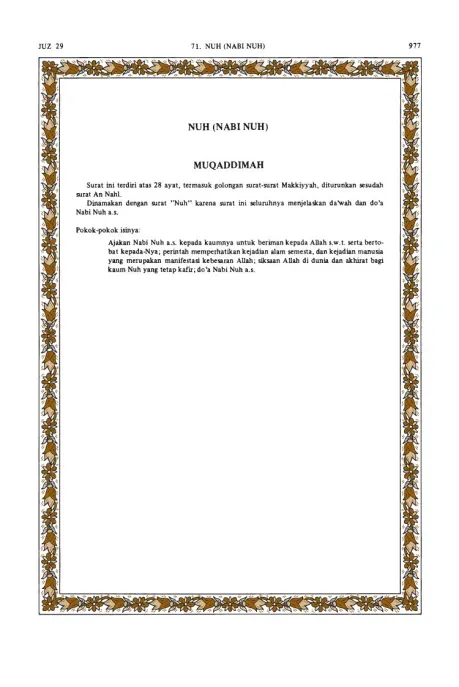 JUZ 29 71. NUH (NABI NUH) 977
NUH (NABI NUH)
MUQADDIMAH
Surat ini terdiri atas 28 ayat, termasuk golongan surat-surat Makkiyyah, diturunkan sesudah
surat An Nahl.
Dinamakan dengan surat "Nuh" karena surat ini seluruhnya menjelaskan da'wah dan do'a
Nabi Nuh a.s.
Pokok-pokok isinya:
Ajakan Nabi Nuh a.s. kepada kaumnya untuk beriman kepada Allah s.w.t. serta berto-
bat kepada-Nya; perintah memperhatikan kejadian alam semesta, dan kejadian manusia
yang merupakan manifestasi kebesaran Allah; siksaan Allah di dunia dan akhirat bagi
kaum Nuh yang tetap kafir; do'a Nabi Nuh a.s.